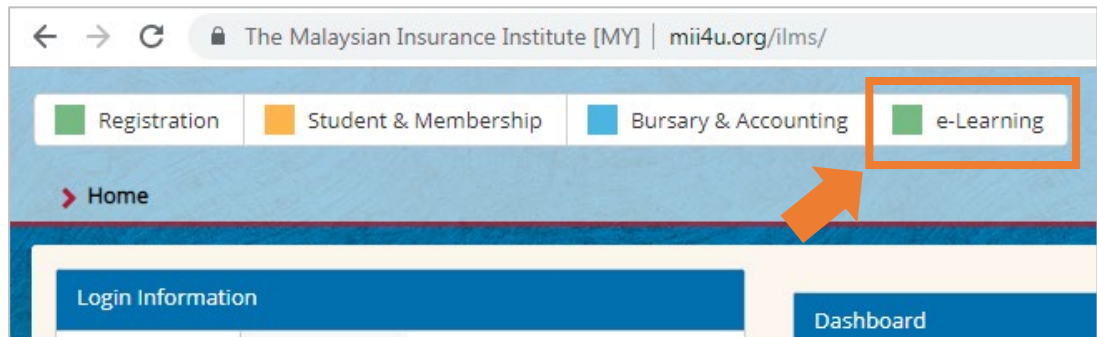 The Malaysian Insurance Institute [MY] | mii4u.org/ilms/
Registration Student & Membership Bursary & Accounting e-Learning
Home
Login Information
Dashboard